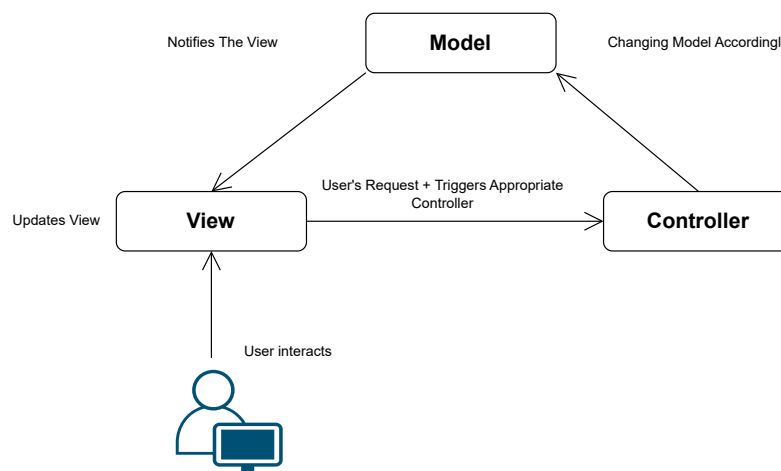 Notifies The View
Model
Changing Model Accordingl
User's Request + Triggers Appropriate
Controller
Updates View
View
Controller
User interacts